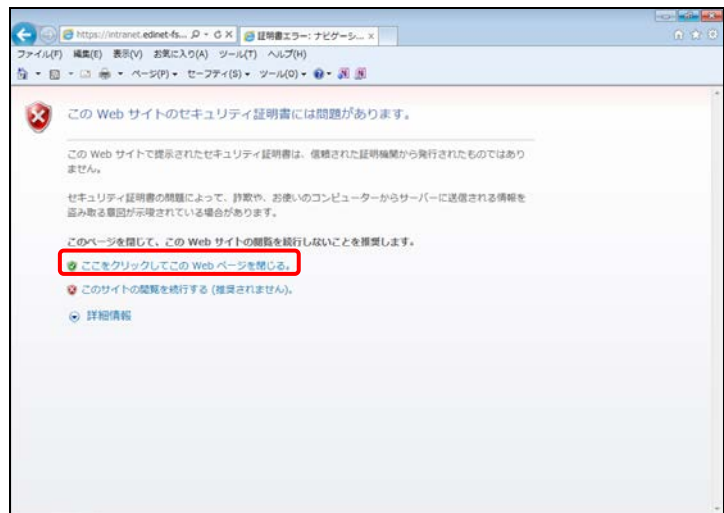 https://intranet.edinet-fs... 証明書エラー: ナビゲーシ... ×
ファイル(F) 編集(E) 表示(V) お気に入り(A) ツール(T) ヘルプ(H)
ページ(P) セーフティ(S) ツール(O)
この Web サイトのセキュリティ証明書には問題があります。
この Web サイトで提示されたセキュリティ証明書は、信頼された証明機関から発行されたものではあり
ません。
セキュリティ証明書の問題によって、詐欺や、お使いのコンピューターからサーバーに送信される情報を
盗み取る意図が示唆されている場合があります。
このページを閉じて、この Web サイトの閲覧を続行しないことを推奨します。
ここをクリックしてこの Web ページを閉じる。
このサイトの閲覧を続行する (推奨されません)。
詳細情報